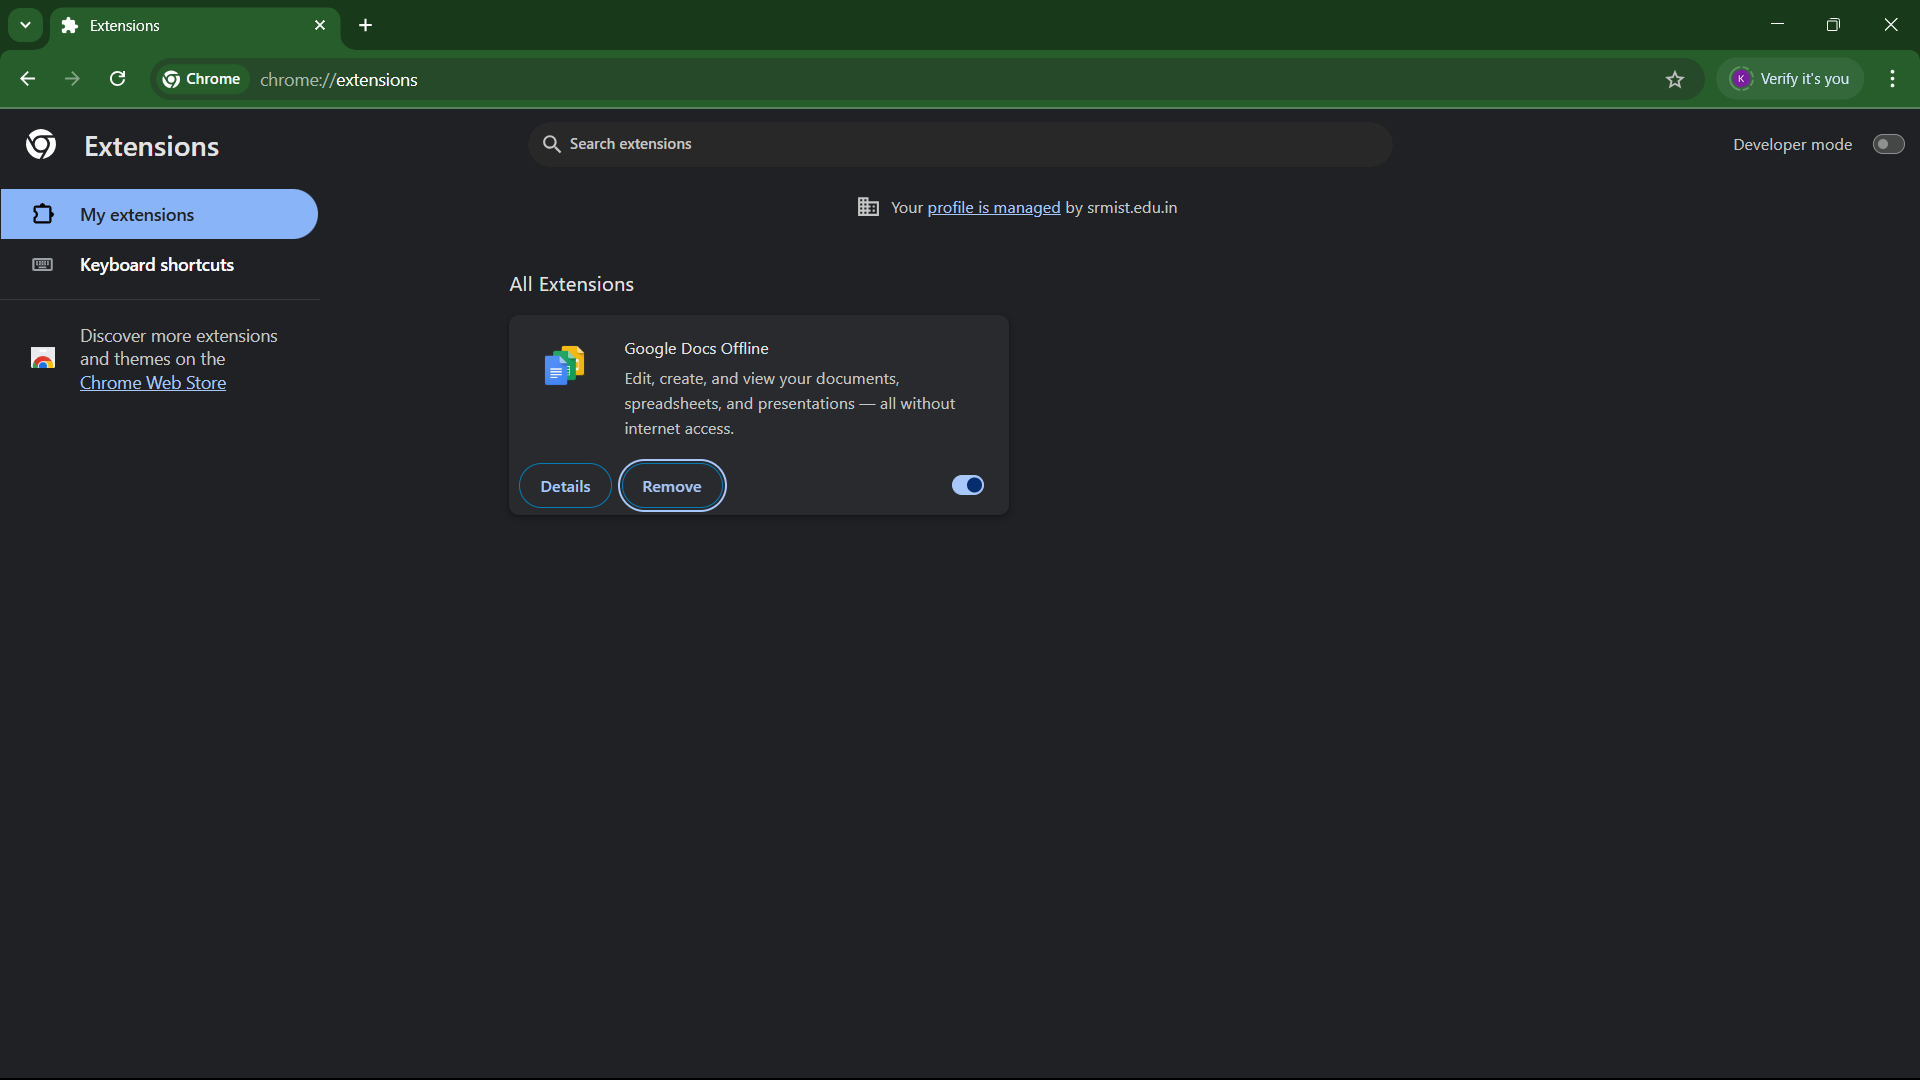 Extensions
Chrome
chrome://extensions
K
Verify it's you
Extensions
Search extensions
Developer mode
My extensions
Your profile is managed by srmist.edu.in
Keyboard shortcuts
All Extensions
Discover more extensions
and themes on the
Chrome Web Store
Google Docs Offline
Edit, create, and view your documents,
spreadsheets, and presentations — all without
internet access.
Details
Remove